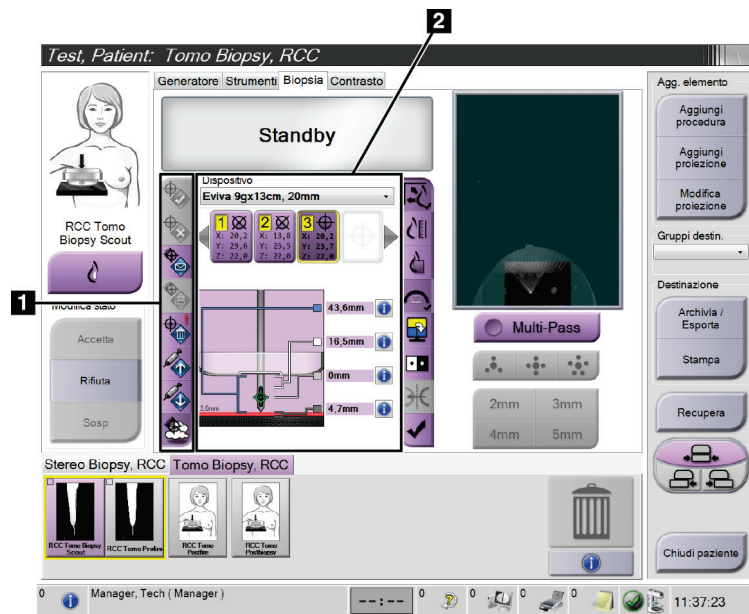 2
Test, Patient: Tomo Biopsy, RCC
Generatore Strumenti Biopsia Contrasto
Standby
RCC Tomo
Biopsy Scout
Modifica stato
Accetta
Rifiuta
Sosp
1
Dispositivo
Eviva 9gx13cm, 20mm
1
X: 20,2
Y: 29,6
Z: 22,0
2
X: 13,8
Y: 25,5
Z: 22,0
3
X: 20,2
Y: 23,7
Z: 22,0
43,6mm
16,5mm
0mm
4,7mm
2,0mm
Multi-Pass
2mm 3mm
4mm 5mm
Agg. elemento
Aggiungi
procedura
Aggiungi
proiezione
Modifica
proiezione
Gruppi destin.
Destinazione
Archivia /
Esporta
Stampa
Recupera
Chiudi paziente
Stereo Biopsy, RCC Tomo Biopsy, RCC
RCC Tomo Biopsy
Scout
RCC Tomo Prefire
RCC Tomo
Postfire
RCC Tomo
Postbiopsy
0 Manager, Tech ( Manager ) --:-- 0 0 0 0 11:37:23